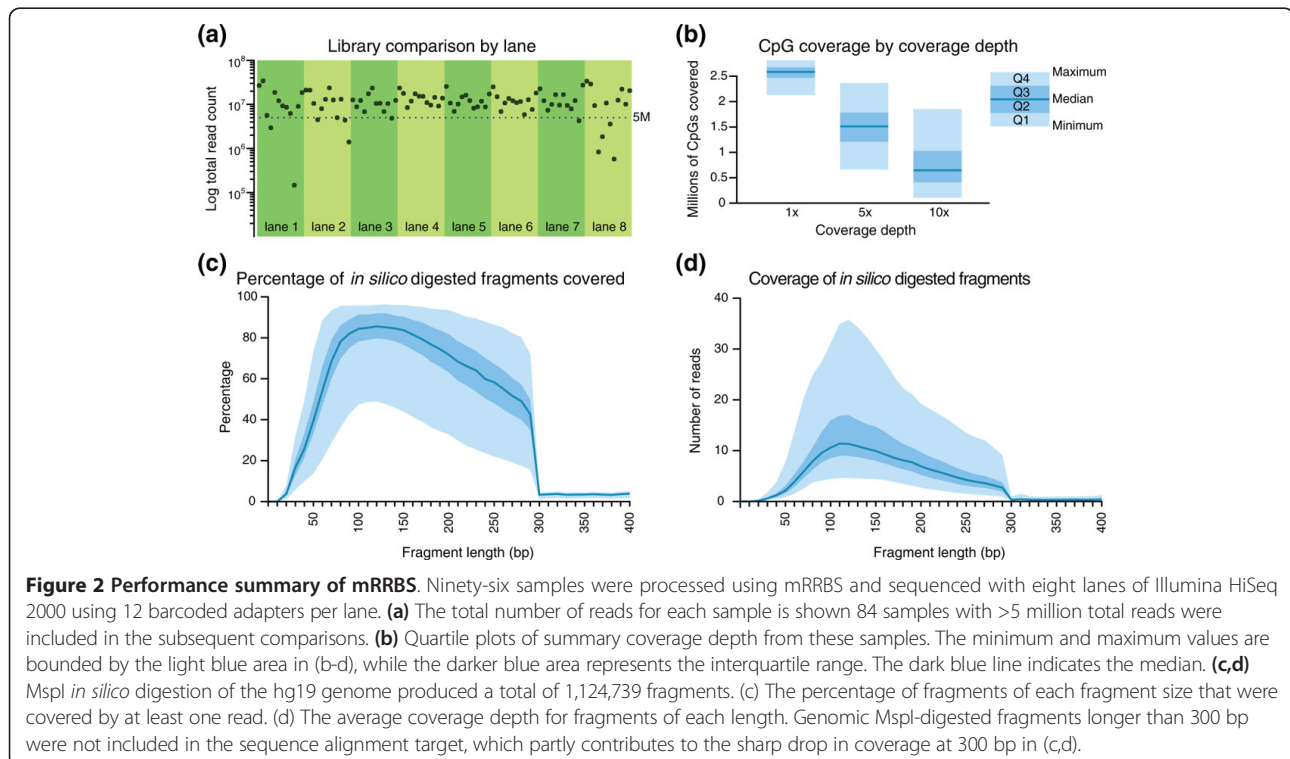 (a)
Library comparison by lane
Log total read count
10⁸
10⁷
10⁶
10⁵
5M
lane 1 lane 2 lane 3 lane 4 lane 5 lane 6 lane 7 lane 8
(b)
CpG coverage by coverage depth
Millions of CpGs covered
2.5
2
1.5
1
0.5
0
1x 5x 10x
Coverage depth
Q4
Q3
Q2
Q1
Maximum
Median
Minimum
(c)
Percentage of in silico digested fragments covered
Percentage
100
80
60
40
20
0
50 100 150 200 250 300 350 400
Fragment length (bp)
(d)
Coverage of in silico digested fragments
Number of reads
40
30
20
10
0
50 100 150 200 250 300 350 400
Fragment length (bp)
Figure 2 Performance summary of mRRBS. Ninety-six samples were processed using mRRBS and sequenced with eight lanes of Illumina HiSeq
2000 using 12 barcoded adapters per lane. (a) The total number of reads for each sample is shown 84 samples with >5 million total reads were
included in the subsequent comparisons. (b) Quartile plots of summary coverage depth from these samples. The minimum and maximum values are
bounded by the light blue area in (b-d), while the darker blue area represents the interquartile range. The dark blue line indicates the median. (c,d)
MspI in silico digestion of the hg19 genome produced a total of 1,124,739 fragments. (c) The percentage of fragments of each fragment size that were
covered by at least one read. (d) The average coverage depth for fragments of each length. Genomic MspI-digested fragments longer than 300 bp
were not included in the sequence alignment target, which partly contributes to the sharp drop in coverage at 300 bp in (c,d).